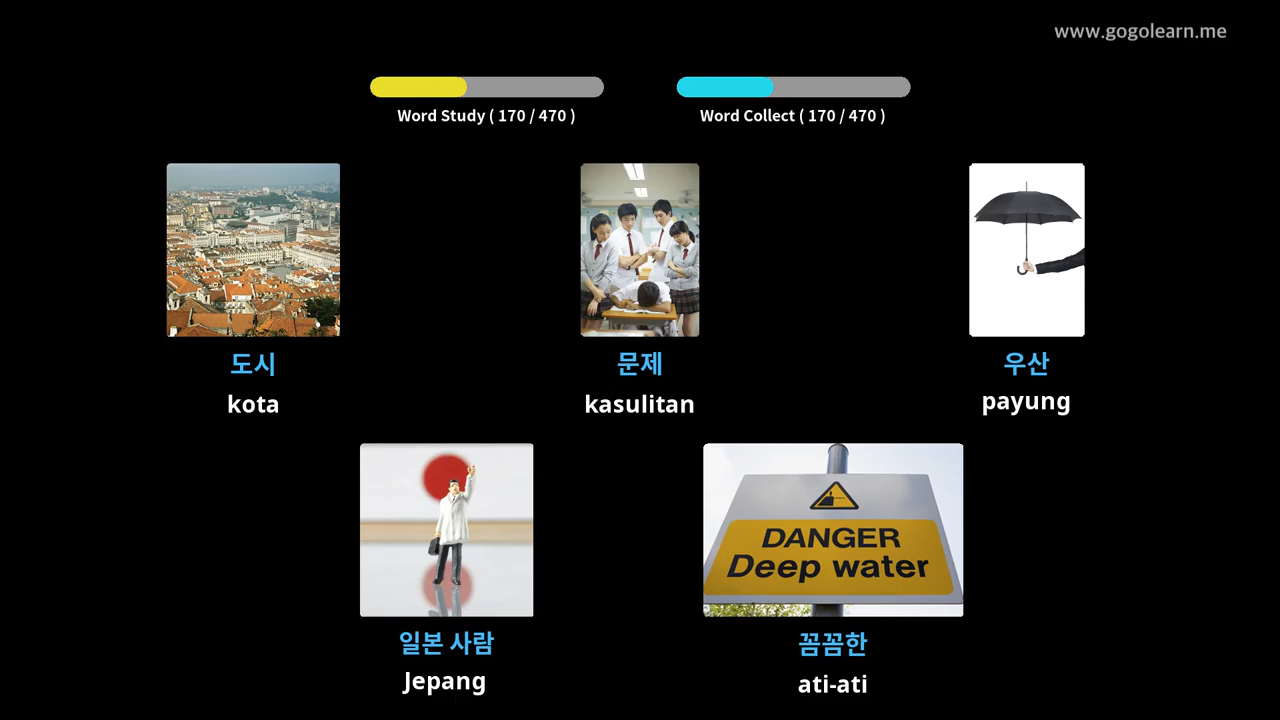 www.gogolearn.me
Word Study ( 170 / 470 )
Word Collect ( 170 / 470 )
도시
kota
문제
kasulitan
우산
payung
DANGER
Deep water
일본 사람
Jepang
꼼꼼한
ati-ati